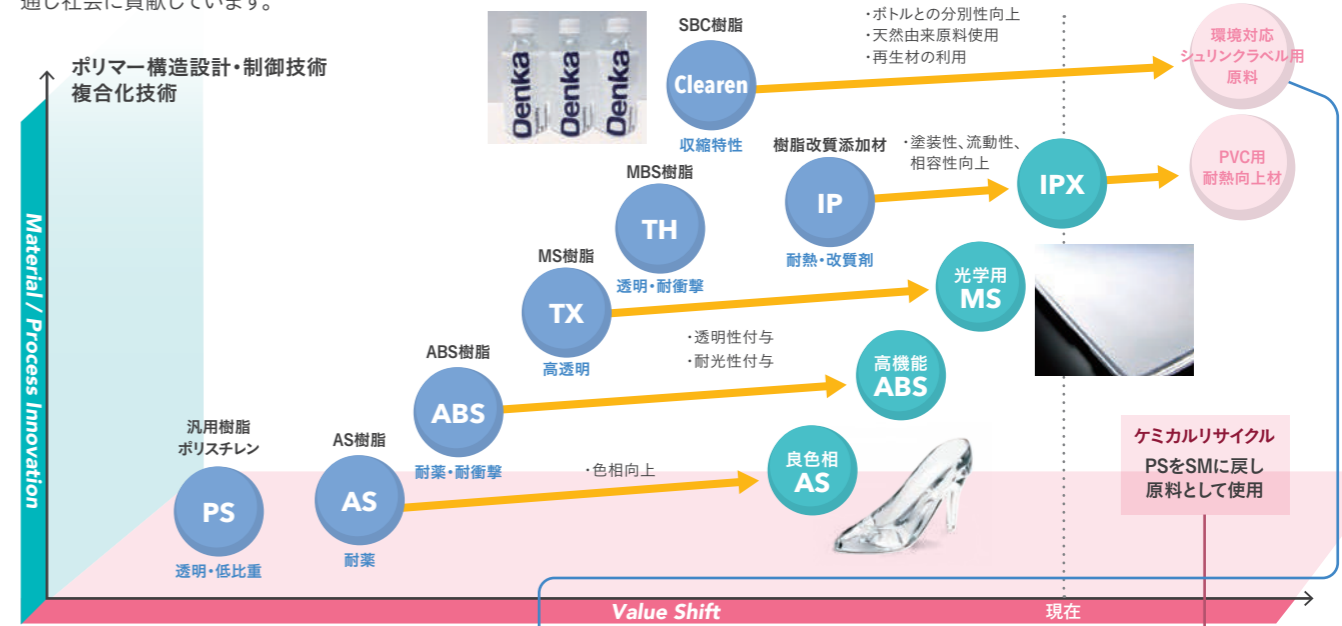 通し社会に貢献しています。
ポリマー構造設計・制御技術
複合化技術
Material / Process Innovation
Denka
Denka
Denka
SBC樹脂
Clearen
収縮特性
・ボトルとの分別性向上
・天然由来原料使用
・再生材の利用
環境対応
シュリンクラベル用
原料
樹脂改質添加材
IP
耐熱・改質剤
・塗装性、流動性、
相容性向上
IPX
PVC用
耐熱向上材
MBS樹脂
TH
透明・耐衝撃
MS樹脂
TX
高透明
光学用
MS
・透明性付与
・耐光性付与
ABS樹脂
ABS
耐薬・耐衝撃
高機能
ABS
汎用樹脂
ポリスチレン
PS
透明・低比重
AS樹脂
AS
耐薬
・色相向上
良色相
AS
ケミカルリサイクル
PSをSMに戻し
原料として使用
Value Shift
現在